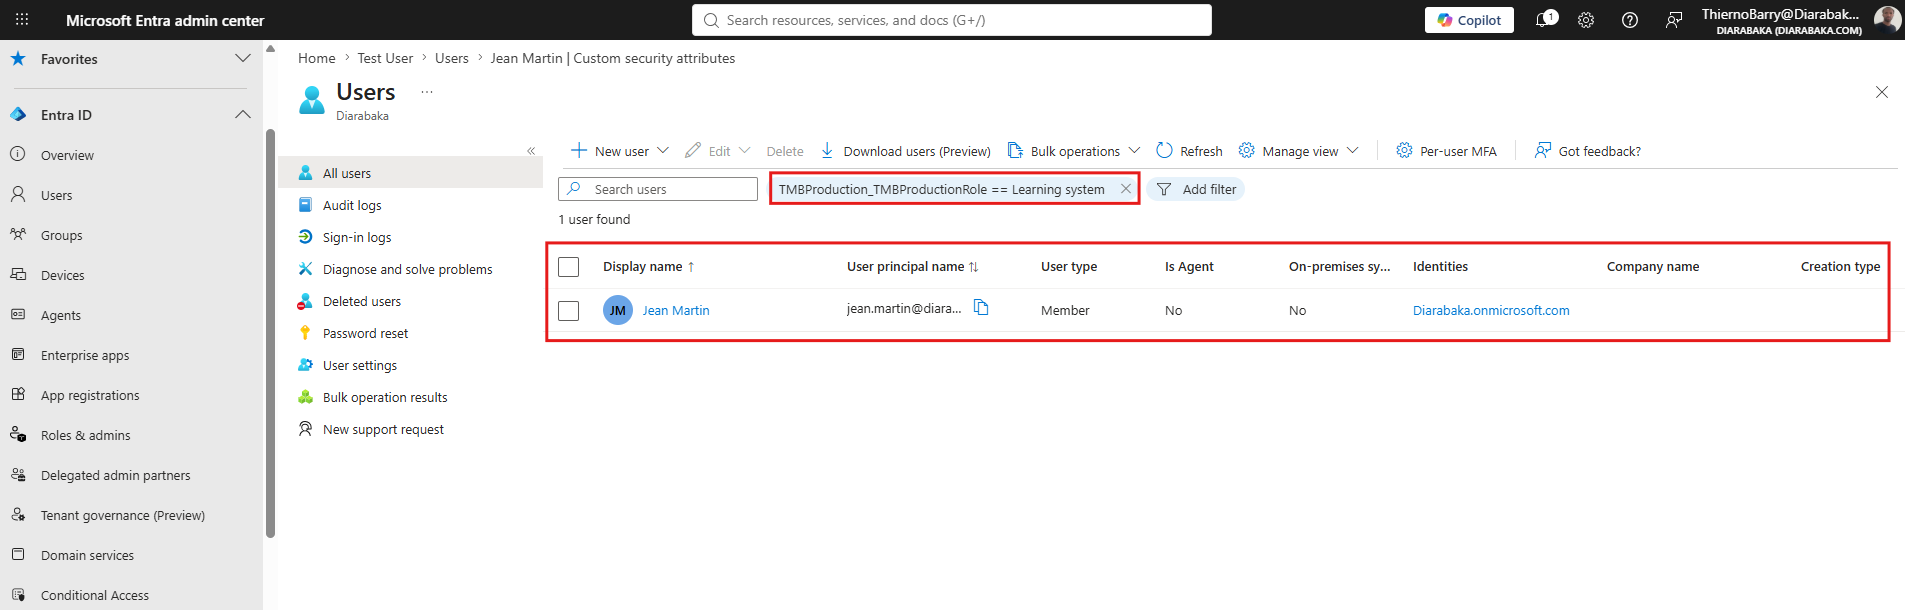 Microsoft Entra admin center
Search resources, services, and docs (G+/)
Copilot
1
ThiernoBarry@Diarabak...
DIARABAKA (DIARABAKA.COM)
Favorites
Entra ID
Overview
Users
Groups
Devices
Agents
Enterprise apps
App registrations
Roles & admins
Delegated admin partners
Tenant governance (Preview)
Domain services
Conditional Access
Home > Test User > Users > Jean Martin | Custom security attributes
Users ...
Diarabaka
All users
Audit logs
Sign-in logs
Diagnose and solve problems
Deleted users
Password reset
User settings
Bulk operation results
New support request
New user Edit Delete Download users (Preview) Bulk operations Refresh Manage view Per-user MFA Got feedback?
Search users TMBProduction_TMBProductionRole == Learning system Add filter
1 user found
Display name ↑ User principal name ↑↓ User type Is Agent On-premises sy... Identities Company name Creation type
JM Jean Martin jean.martin@diara... Member No No Diarabaka.onmicrosoft.com